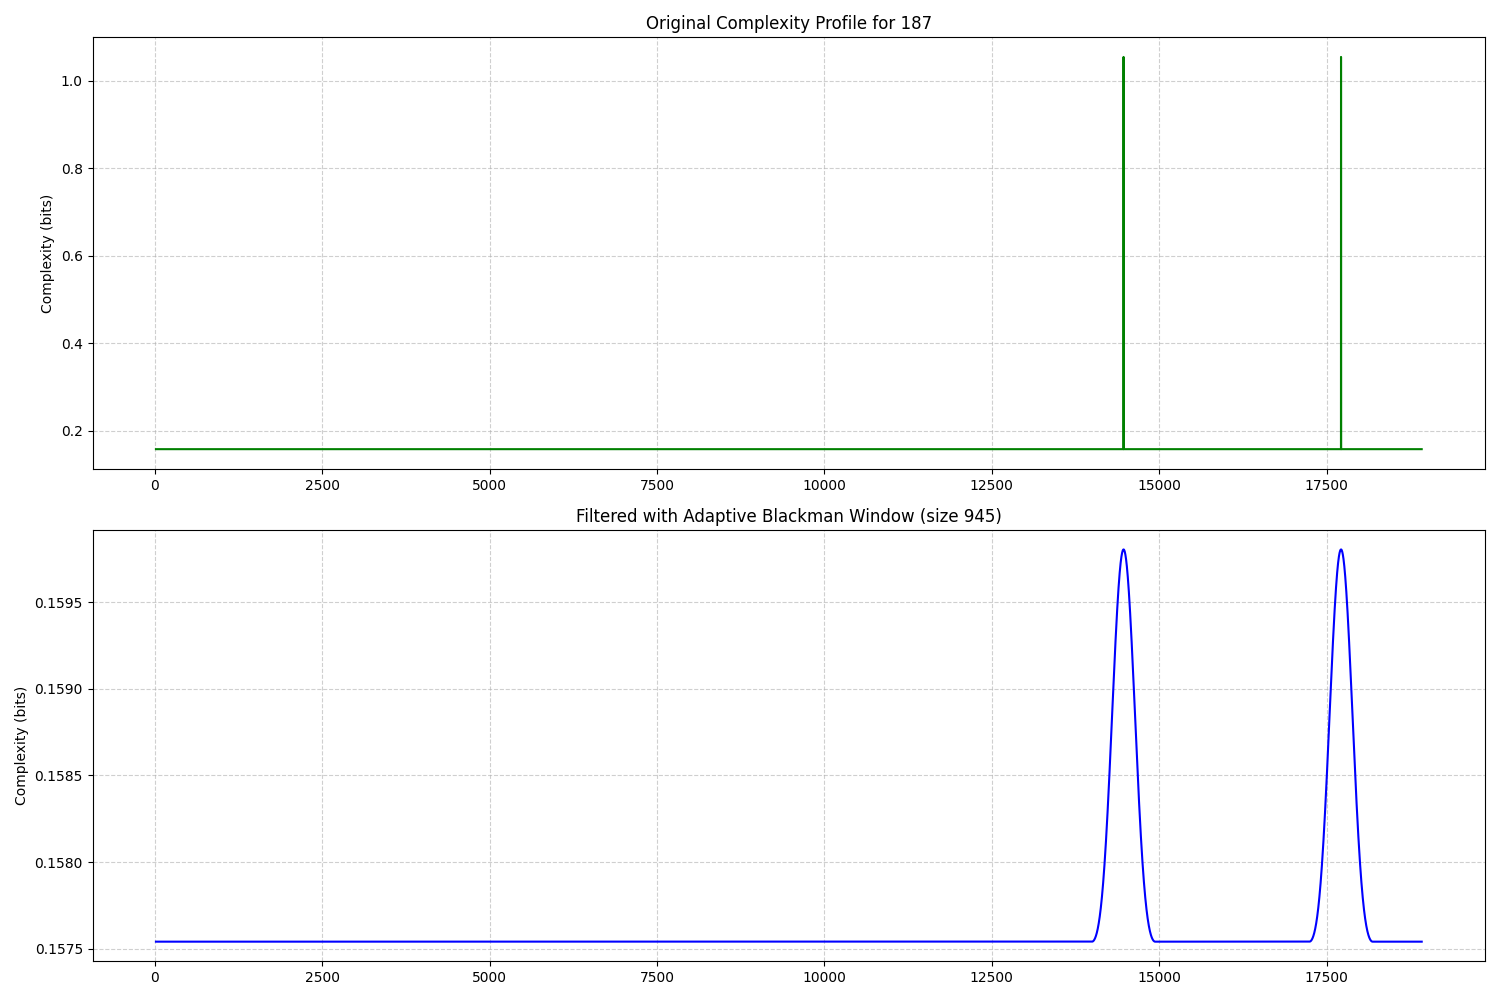 Original Complexity Profile for 187
Complexity (bits)
1.0
0.8
0.6
0.4
0.2
0 2500 5000 7500 10000 12500 15000 17500
Filtered with Adaptive Blackman Window (size 945)
Complexity (bits)
0.1595
0.1590
0.1585
0.1580
0.1575
0 2500 5000 7500 10000 12500 15000 17500